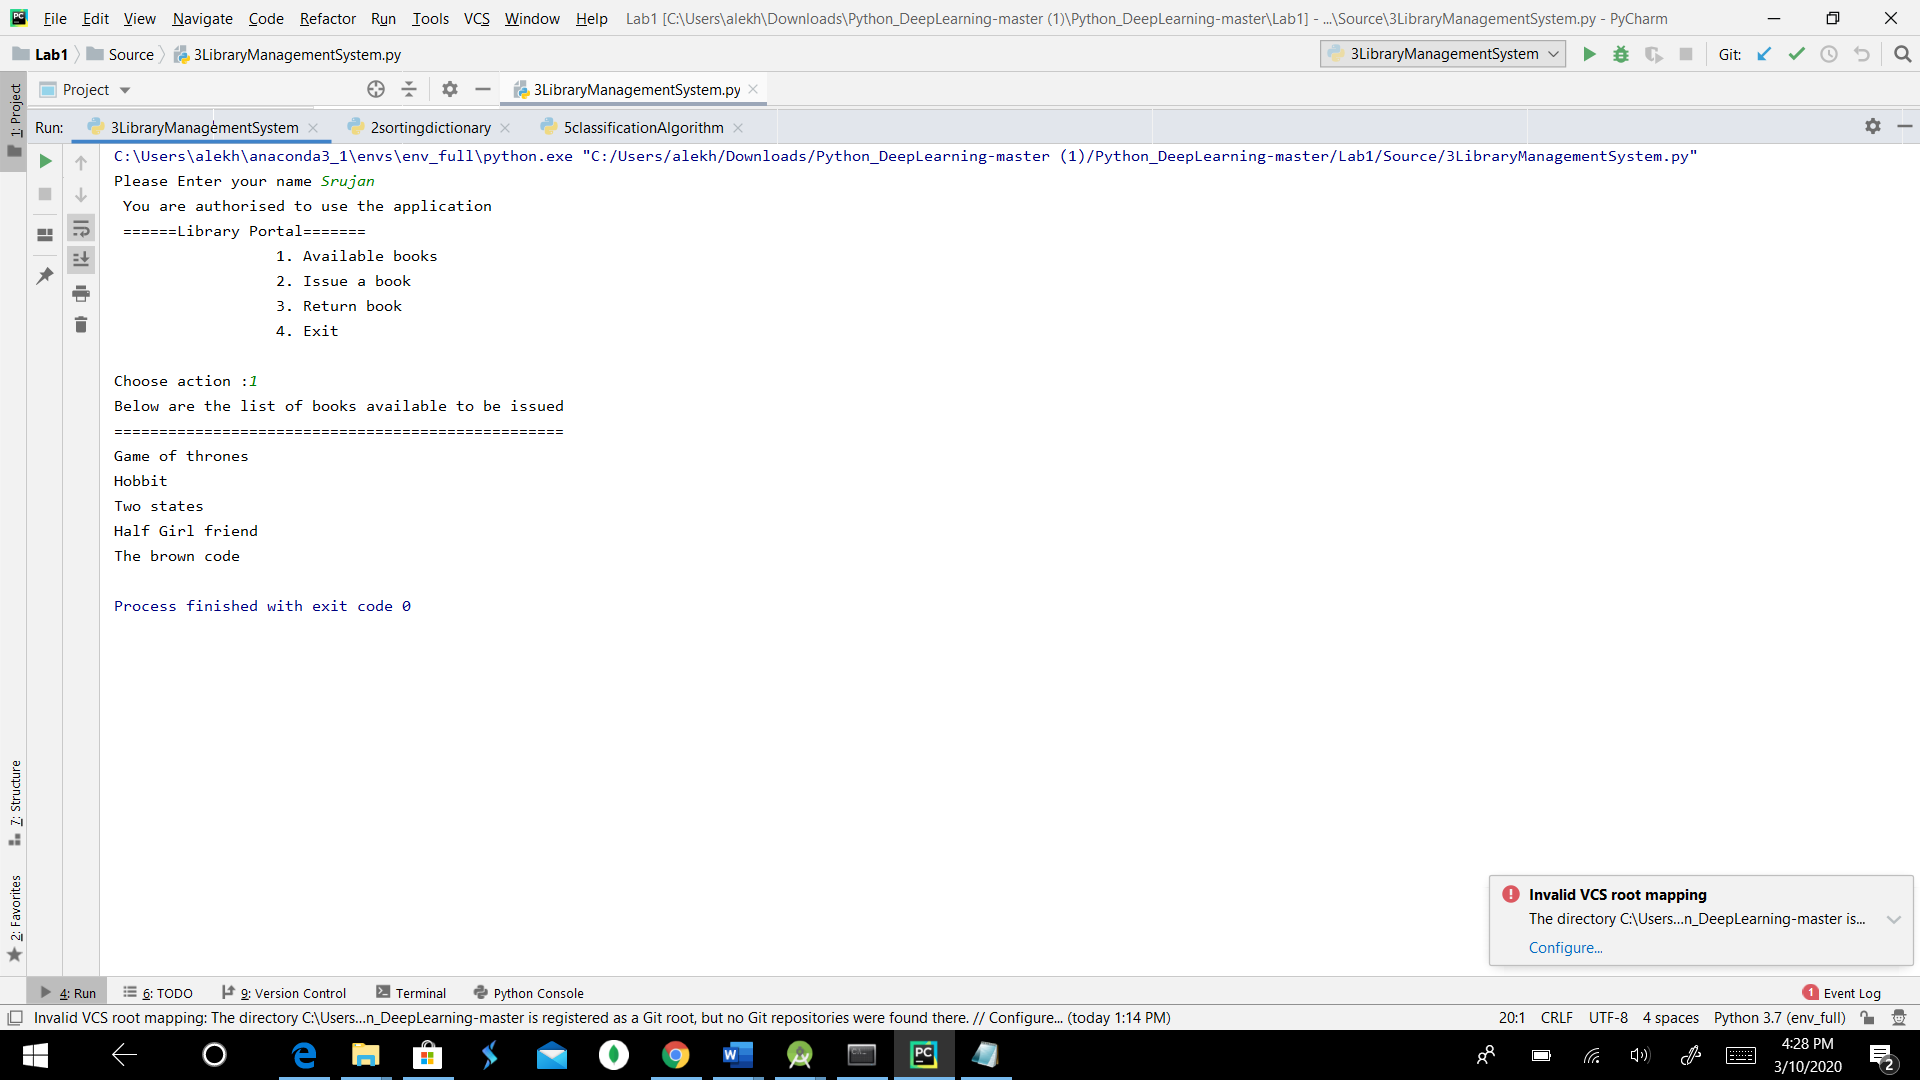 File Edit View Navigate Code Refactor Run Tools VCS Window Help Lab1 [C:\Users\alekh\Downloads\Python_DeepLearning-master (1)\Python_DeepLearning-master\Lab1] - ...\Source\3LibraryManagementSystem.py - PyCharm
Lab1 Source 3LibraryManagementSystem.py 3LibraryManagementSystem Git:
Project 3LibraryManagementSystem.py
Run: 3LibraryManagementSystem 2sortingdictionary 5classificationAlgorithm
C:\Users\alekh\anaconda3_1\envs\env_full\python.exe "C:/Users/alekh/Downloads/Python_DeepLearning-master (1)/Python_DeepLearning-master/Lab1/Source/3LibraryManagementSystem.py"
Please Enter your name Srujan
You are authorised to use the application
======Library Portal=======
1. Available books
2. Issue a book
3. Return book
4. Exit
Choose action :1
Below are the list of books available to be issued
==================================================
Game of thrones
Hobbit
Two states
Half Girl friend
The brown code
Process finished with exit code 0
1: Project
7: Structure
2: Favorites
Invalid VCS root mapping
The directory C:\Users...n_DeepLearning-master is...
Configure...
4: Run 6: TODO 9: Version Control Terminal Python Console 1 Event Log
Invalid VCS root mapping: The directory C:\Users...n_DeepLearning-master is registered as a Git root, but no Git repositories were found there. // Configure... (today 1:14 PM) 20:1 CRLF UTF-8 4 spaces Python 3.7 (env_full)
4:28 PM
3/10/2020
2